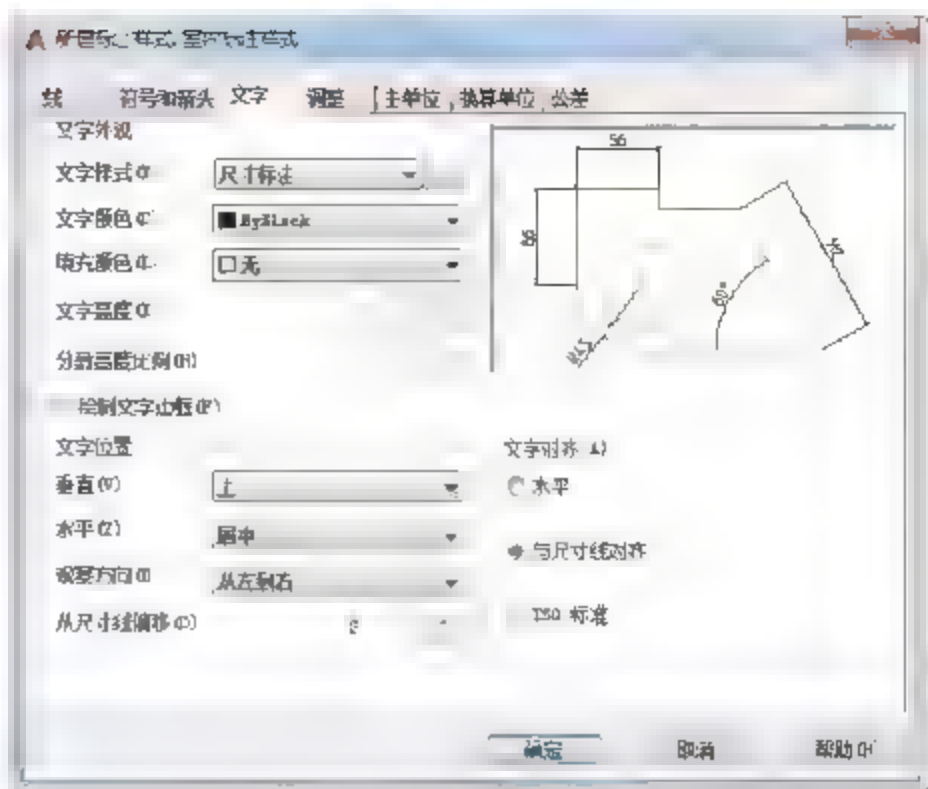 线 符号和箭头 文字 调整 主单位 换算单位 公差
文字外观
文字样式
尺寸标注
文字颜色
ByBlock
填充颜色
无
文字高度
分数高度比例(H)
绘制文字边框(F)
文字位置
垂直(V)
上
水平(Z)
居中
观察方向
从左到右
从尺寸线偏移(O)
文字对齐(A)
水平
与尺寸线对齐
ISO 标准
56
60°
确定 取消 帮助(H)